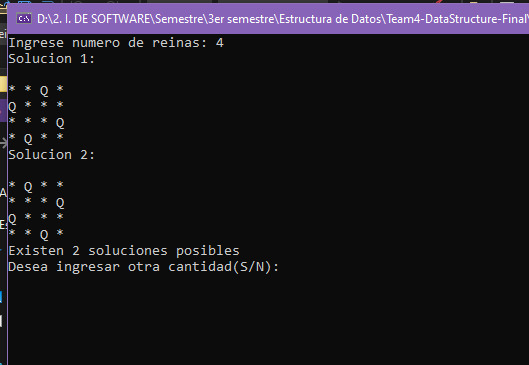 D:\2. I. DE SOFTWARE\Semestre\3er semestre\Estructura de Datos\Team4-DataStructure-Final\
Ingrese numero de reinas: 4
Solucion 1:
* * Q *
Q * * *
* * * Q
* Q * *
Solucion 2:
* Q * *
* * * Q
Q * * *
* * Q *
Existen 2 soluciones posibles
Desea ingresar otra cantidad(S/N):